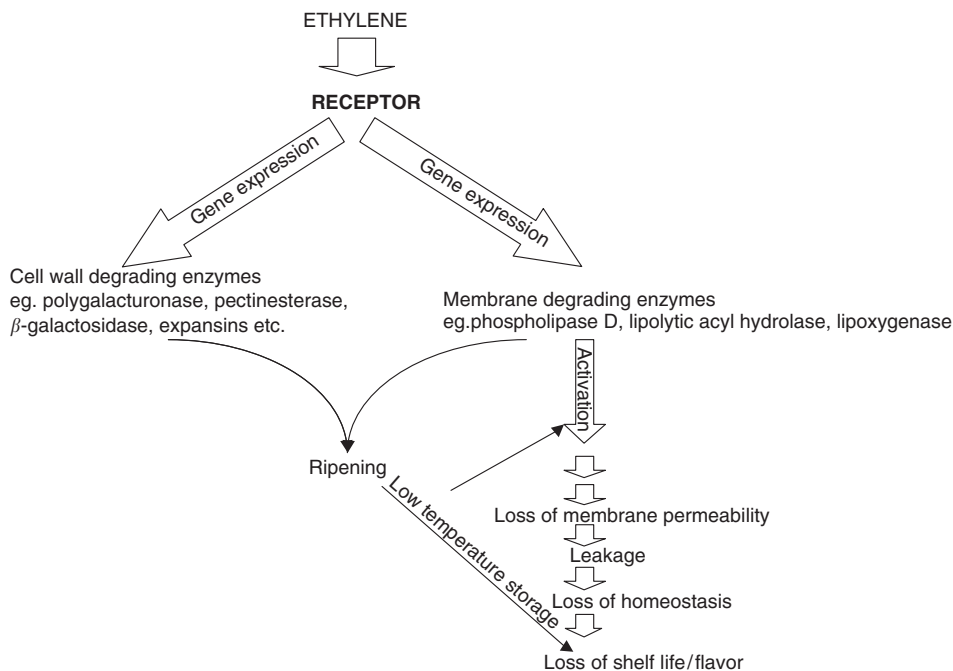 ETHYLENE
RECEPTOR
Gene expression
Gene expression
Cell wall degrading enzymes
eg. polygalacturonase, pectinesterase,
β-galactosidase, expansins etc.
Membrane degrading enzymes
eg.phospholipase D, lipolytic acyl hydrolase, lipoxygenase
Activation
Ripening
Low temperature storage
Loss of membrane permeability
Leakage
Loss of homeostasis
Loss of shelf life/flavor